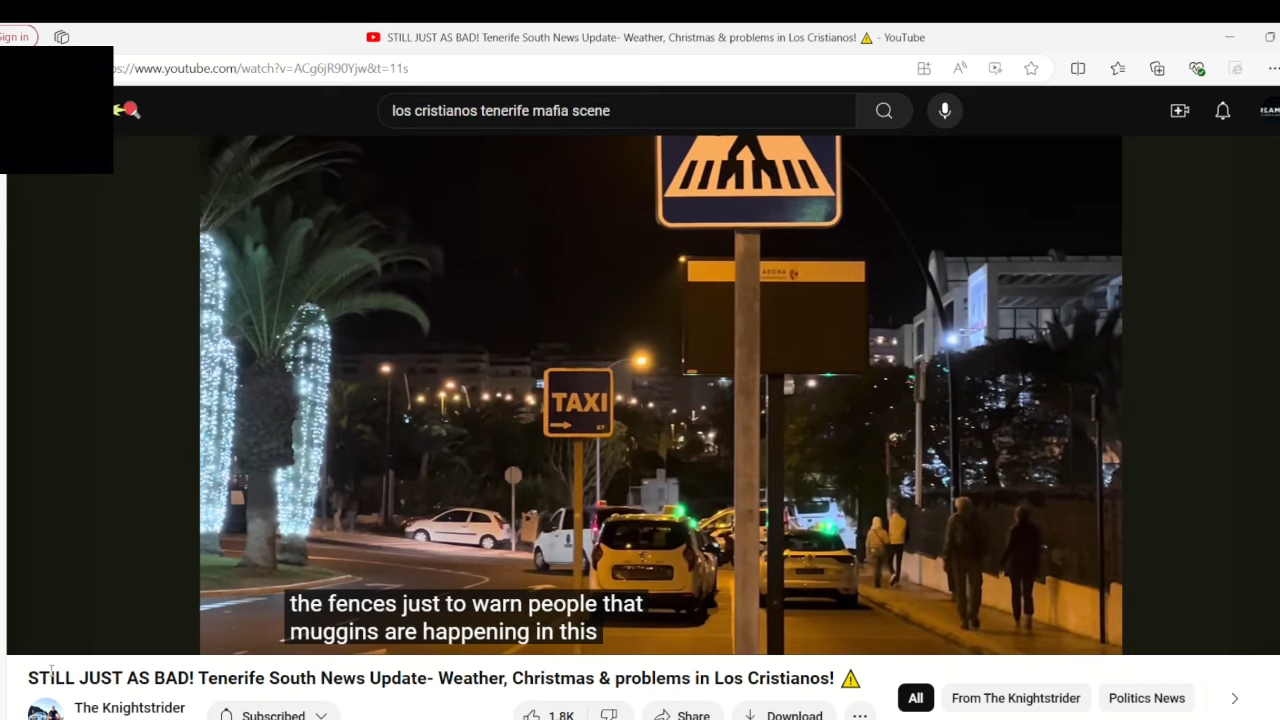 Sign in
STILL JUST AS BAD! Tenerife South News Update- Weather, Christmas & problems in Los Cristianos! ⚠ - YouTube
ps://www.youtube.com/watch?v=ACg6jR90Yjw&t=11s
los cristianos tenerife mafia scene
TAXI
the fences just to warn people that
muggins are happening in this
STILL JUST AS BAD! Tenerife South News Update- Weather, Christmas & problems in Los Cristianos! ⚠
The Knightstrider
Subscribed
1.8K
Share
Download
All
From The Knightstrider
Politics News